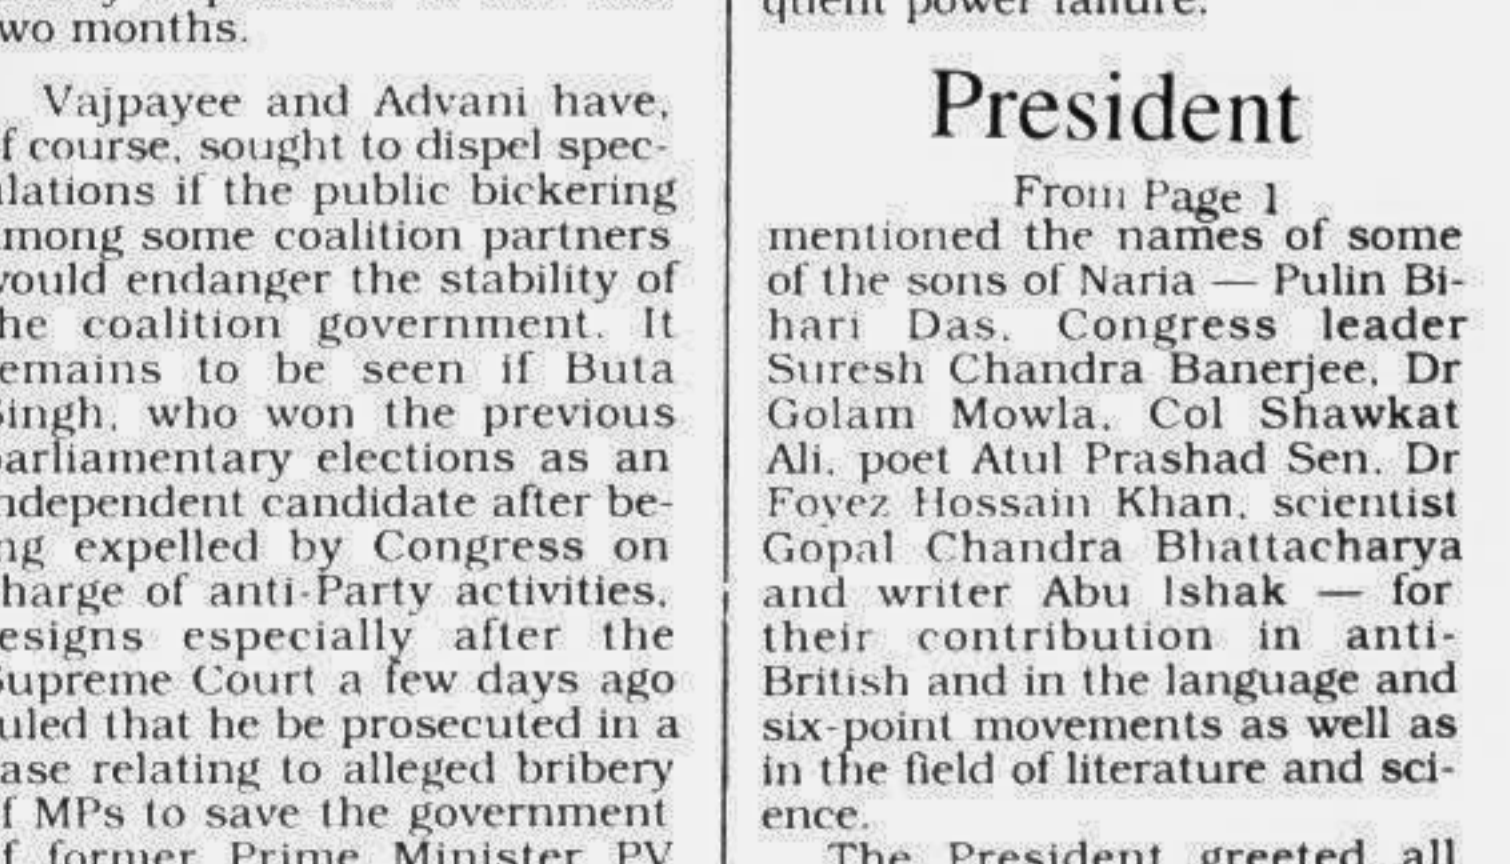 two months.
Vajpayee and Advani have,
of course, sought to dispel spec-
ulations if the public bickering
among some coalition partners
would endanger the stability of
the coalition government. It
remains to be seen if Buta
Singh, who won the previous
parliamentary elections as an
independent candidate after be-
ing expelled by Congress on
charge of anti-Party activities,
resigns especially after the
Supreme Court a few days ago
ruled that he be prosecuted in a
case relating to alleged bribery
of MPs to save the government
of former Prime Minister PV
quent power failure.
President
From Page 1
mentioned the names of some
of the sons of Naria — Pulin Bi-
hari Das, Congress leader
Suresh Chandra Banerjee, Dr
Golam Mowla, Col Shawkat
Ali, poet Atul Prashad Sen, Dr
Foyez Hossain Khan, scientist
Gopal Chandra Bhattacharya
and writer Abu Ishak — for
their contribution in anti-
British and in the language and
six-point movements as well as
in the field of literature and sci-
ence.
The President greeted all